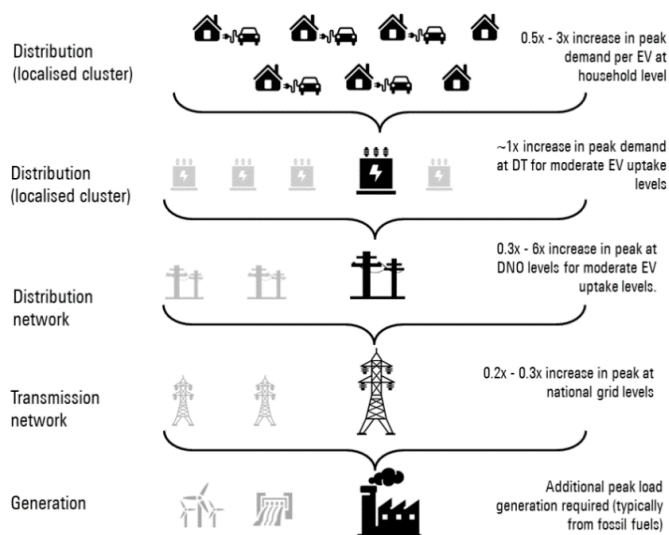 Distribution
(localised cluster)
0.5x - 3x increase in peak
demand per EV at
household level
Distribution
(localised cluster)
~1x increase in peak demand
at DT for moderate EV uptake
levels
Distribution
network
0.3x - 6x increase in peak at
DNO levels for moderate EV
uptake levels.
Transmission
network
0.2x - 0.3x increase in peak at
national grid levels
Generation
Additional peak load
generation required (typically
from fossil fuels)